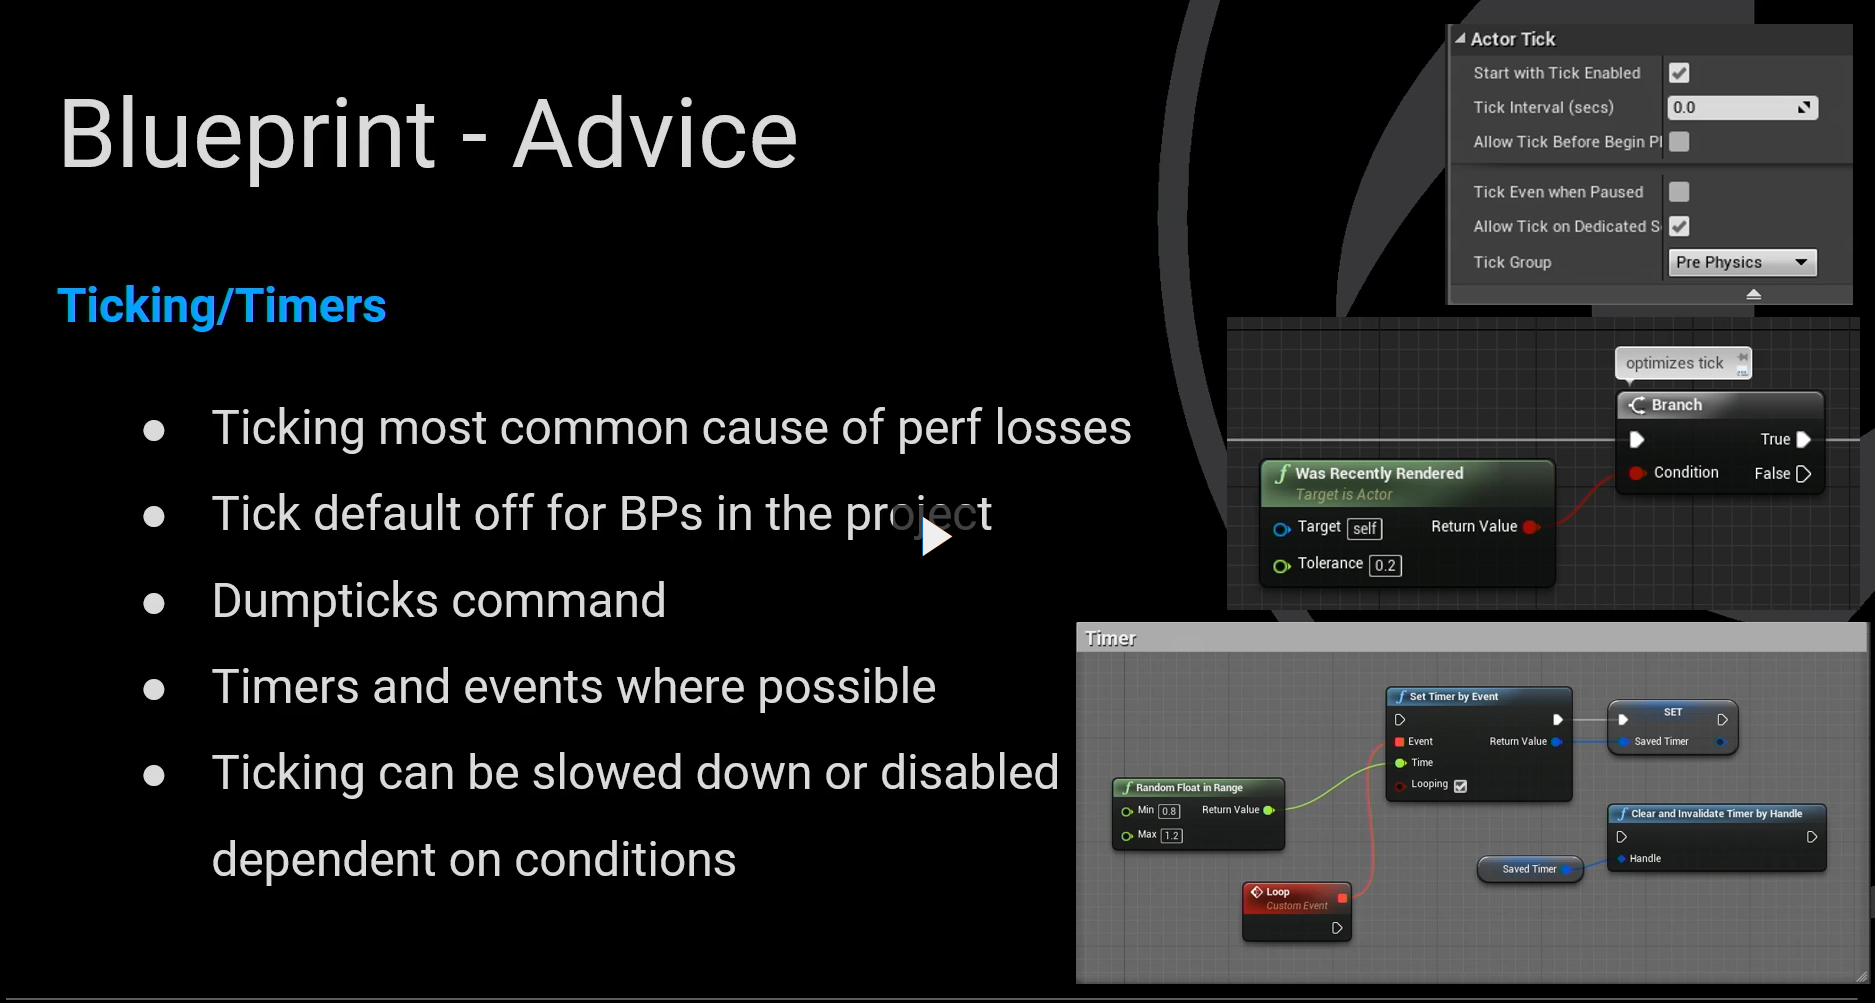 Blueprint - Advice
Ticking/Timers
● Ticking most common cause of perf losses
● Tick default off for BPs in the project
● Dumpticks command
● Timers and events where possible
● Ticking can be slowed down or disabled
dependent on conditions
Actor Tick
Start with Tick Enabled
Tick Interval (secs) 0.0
Allow Tick Before Begin Pl
Tick Even when Paused
Allow Tick on Dedicated S
Tick Group Pre Physics
optimizes tick
Branch
True
Condition False
f Was Recently Rendered
Target is Actor
Target self Return Value
Tolerance 0.2
Timer
f Set Timer by Event
Event Return Value
Time
Looping
SET
Saved Timer
f Random Float in Range
Min 0.8 Return Value
Max 1.2
f Clear and Invalidate Timer by Handle
Handle
Saved Timer
Loop
Custom Event